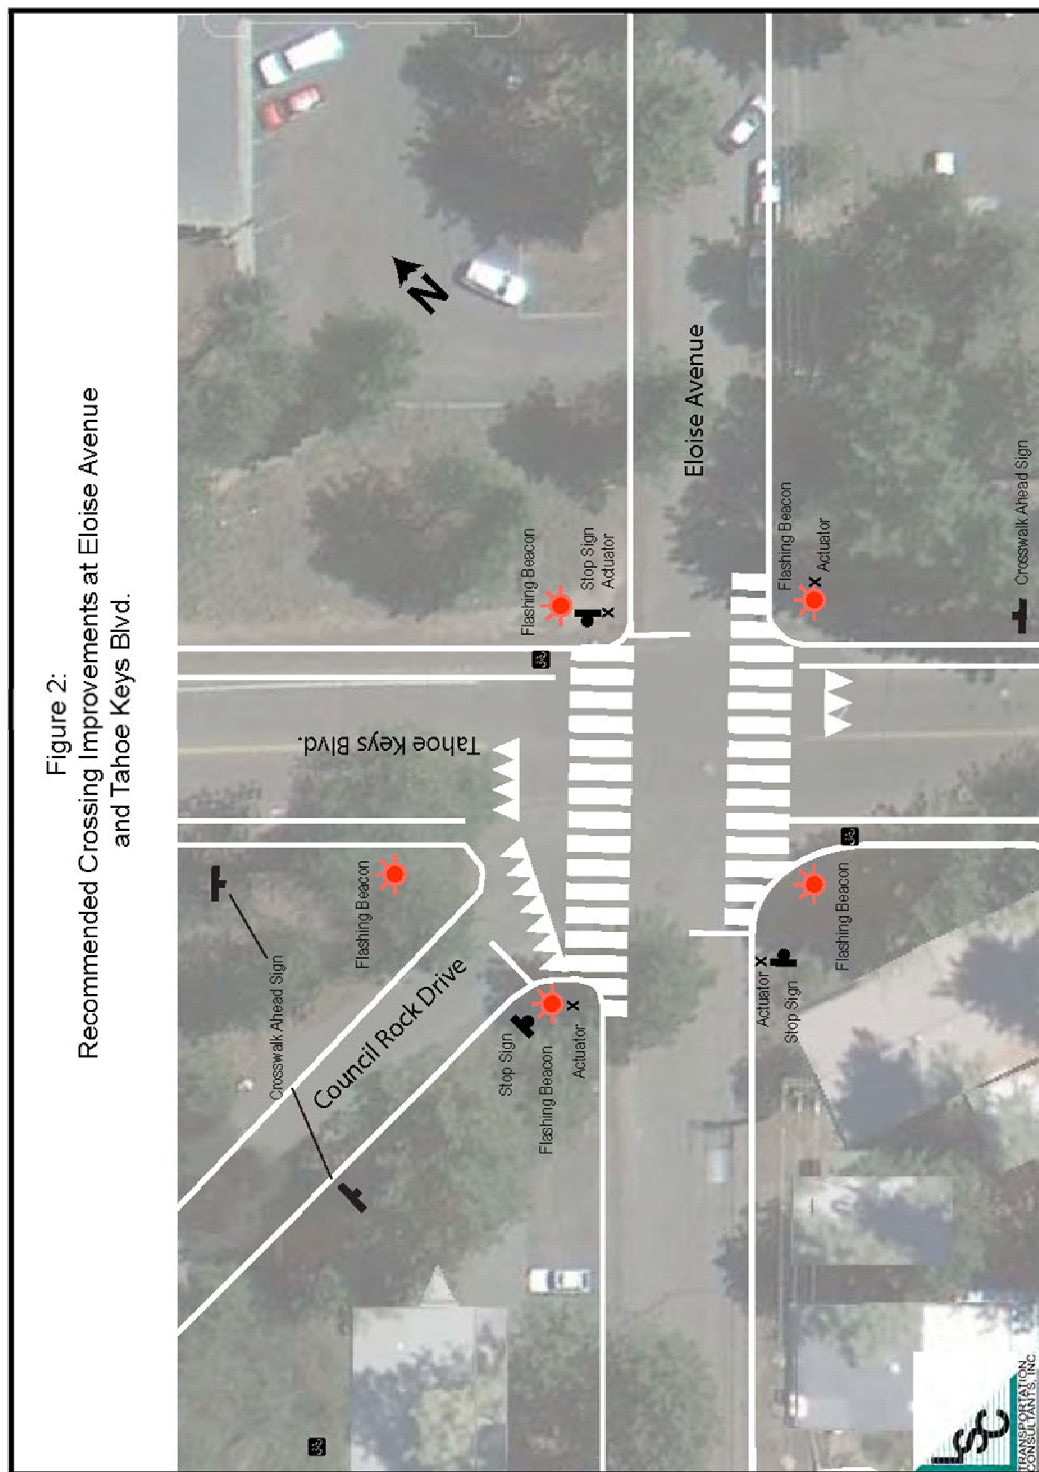 Figure 2:
Recommended Crossing Improvements at Eloise Avenue
and Tahoe Keys Blvd.
Crosswalk Ahead Sign
Council Rock Drive
Flashing Beacon
Tahoe Keys Blvd.
Flashing Beacon
Stop Sign
Actuator
N
Stop Sign
Flashing Beacon
Actuator
Eloise Avenue
Actuator
Stop Sign
Flashing Beacon
Flashing Beacon
Actuator
Crosswalk Ahead Sign
LSC
TRANSPORTATION
CONSULTANTS, INC.